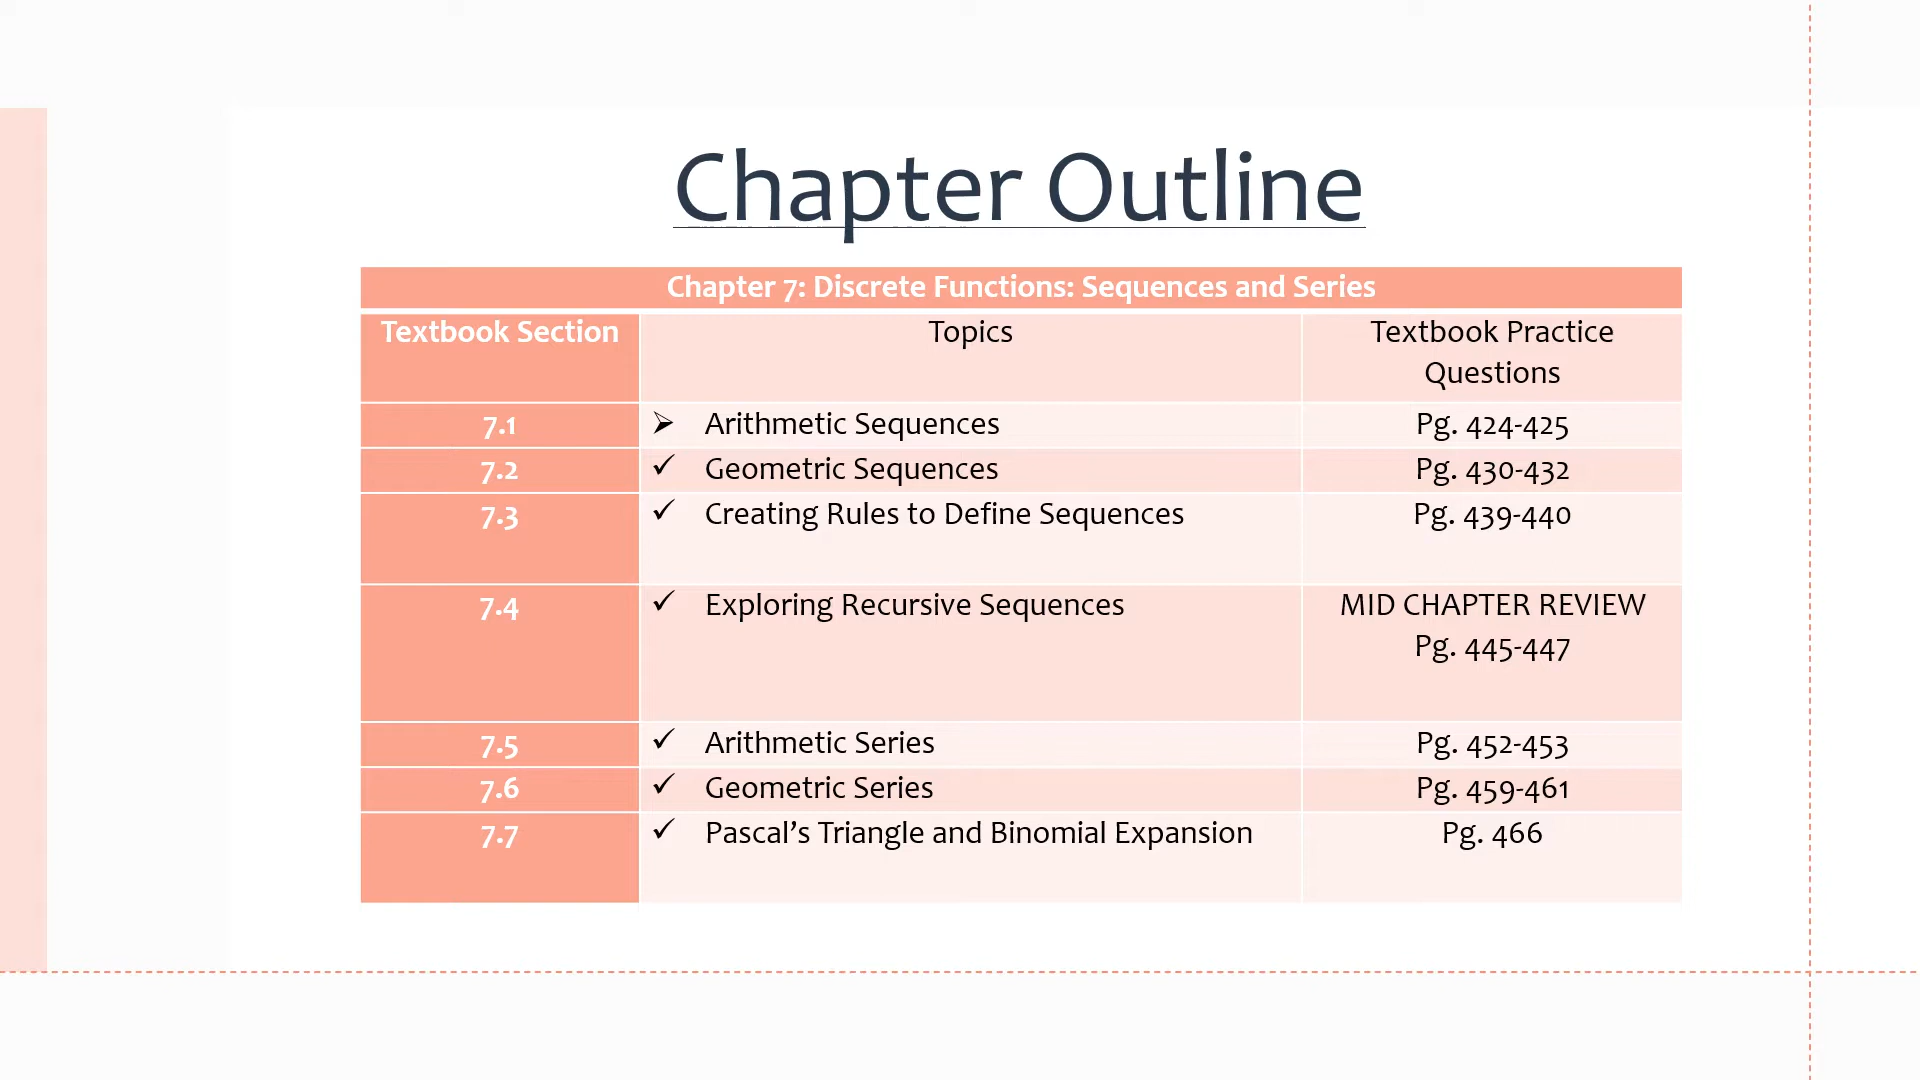 Chapter Outline
Chapter 7: Discrete Functions: Sequences and Series
Textbook Section
Topics
Textbook Practice
Questions
7.1
➢ Arithmetic Sequences
Pg. 424-425
7.2
✓ Geometric Sequences
Pg. 430-432
7.3
✓ Creating Rules to Define Sequences
Pg. 439-440
7.4
✓ Exploring Recursive Sequences
MID CHAPTER REVIEW
Pg. 445-447
7.5
✓ Arithmetic Series
Pg. 452-453
7.6
✓ Geometric Series
Pg. 459-461
7.7
✓ Pascal’s Triangle and Binomial Expansion
Pg. 466